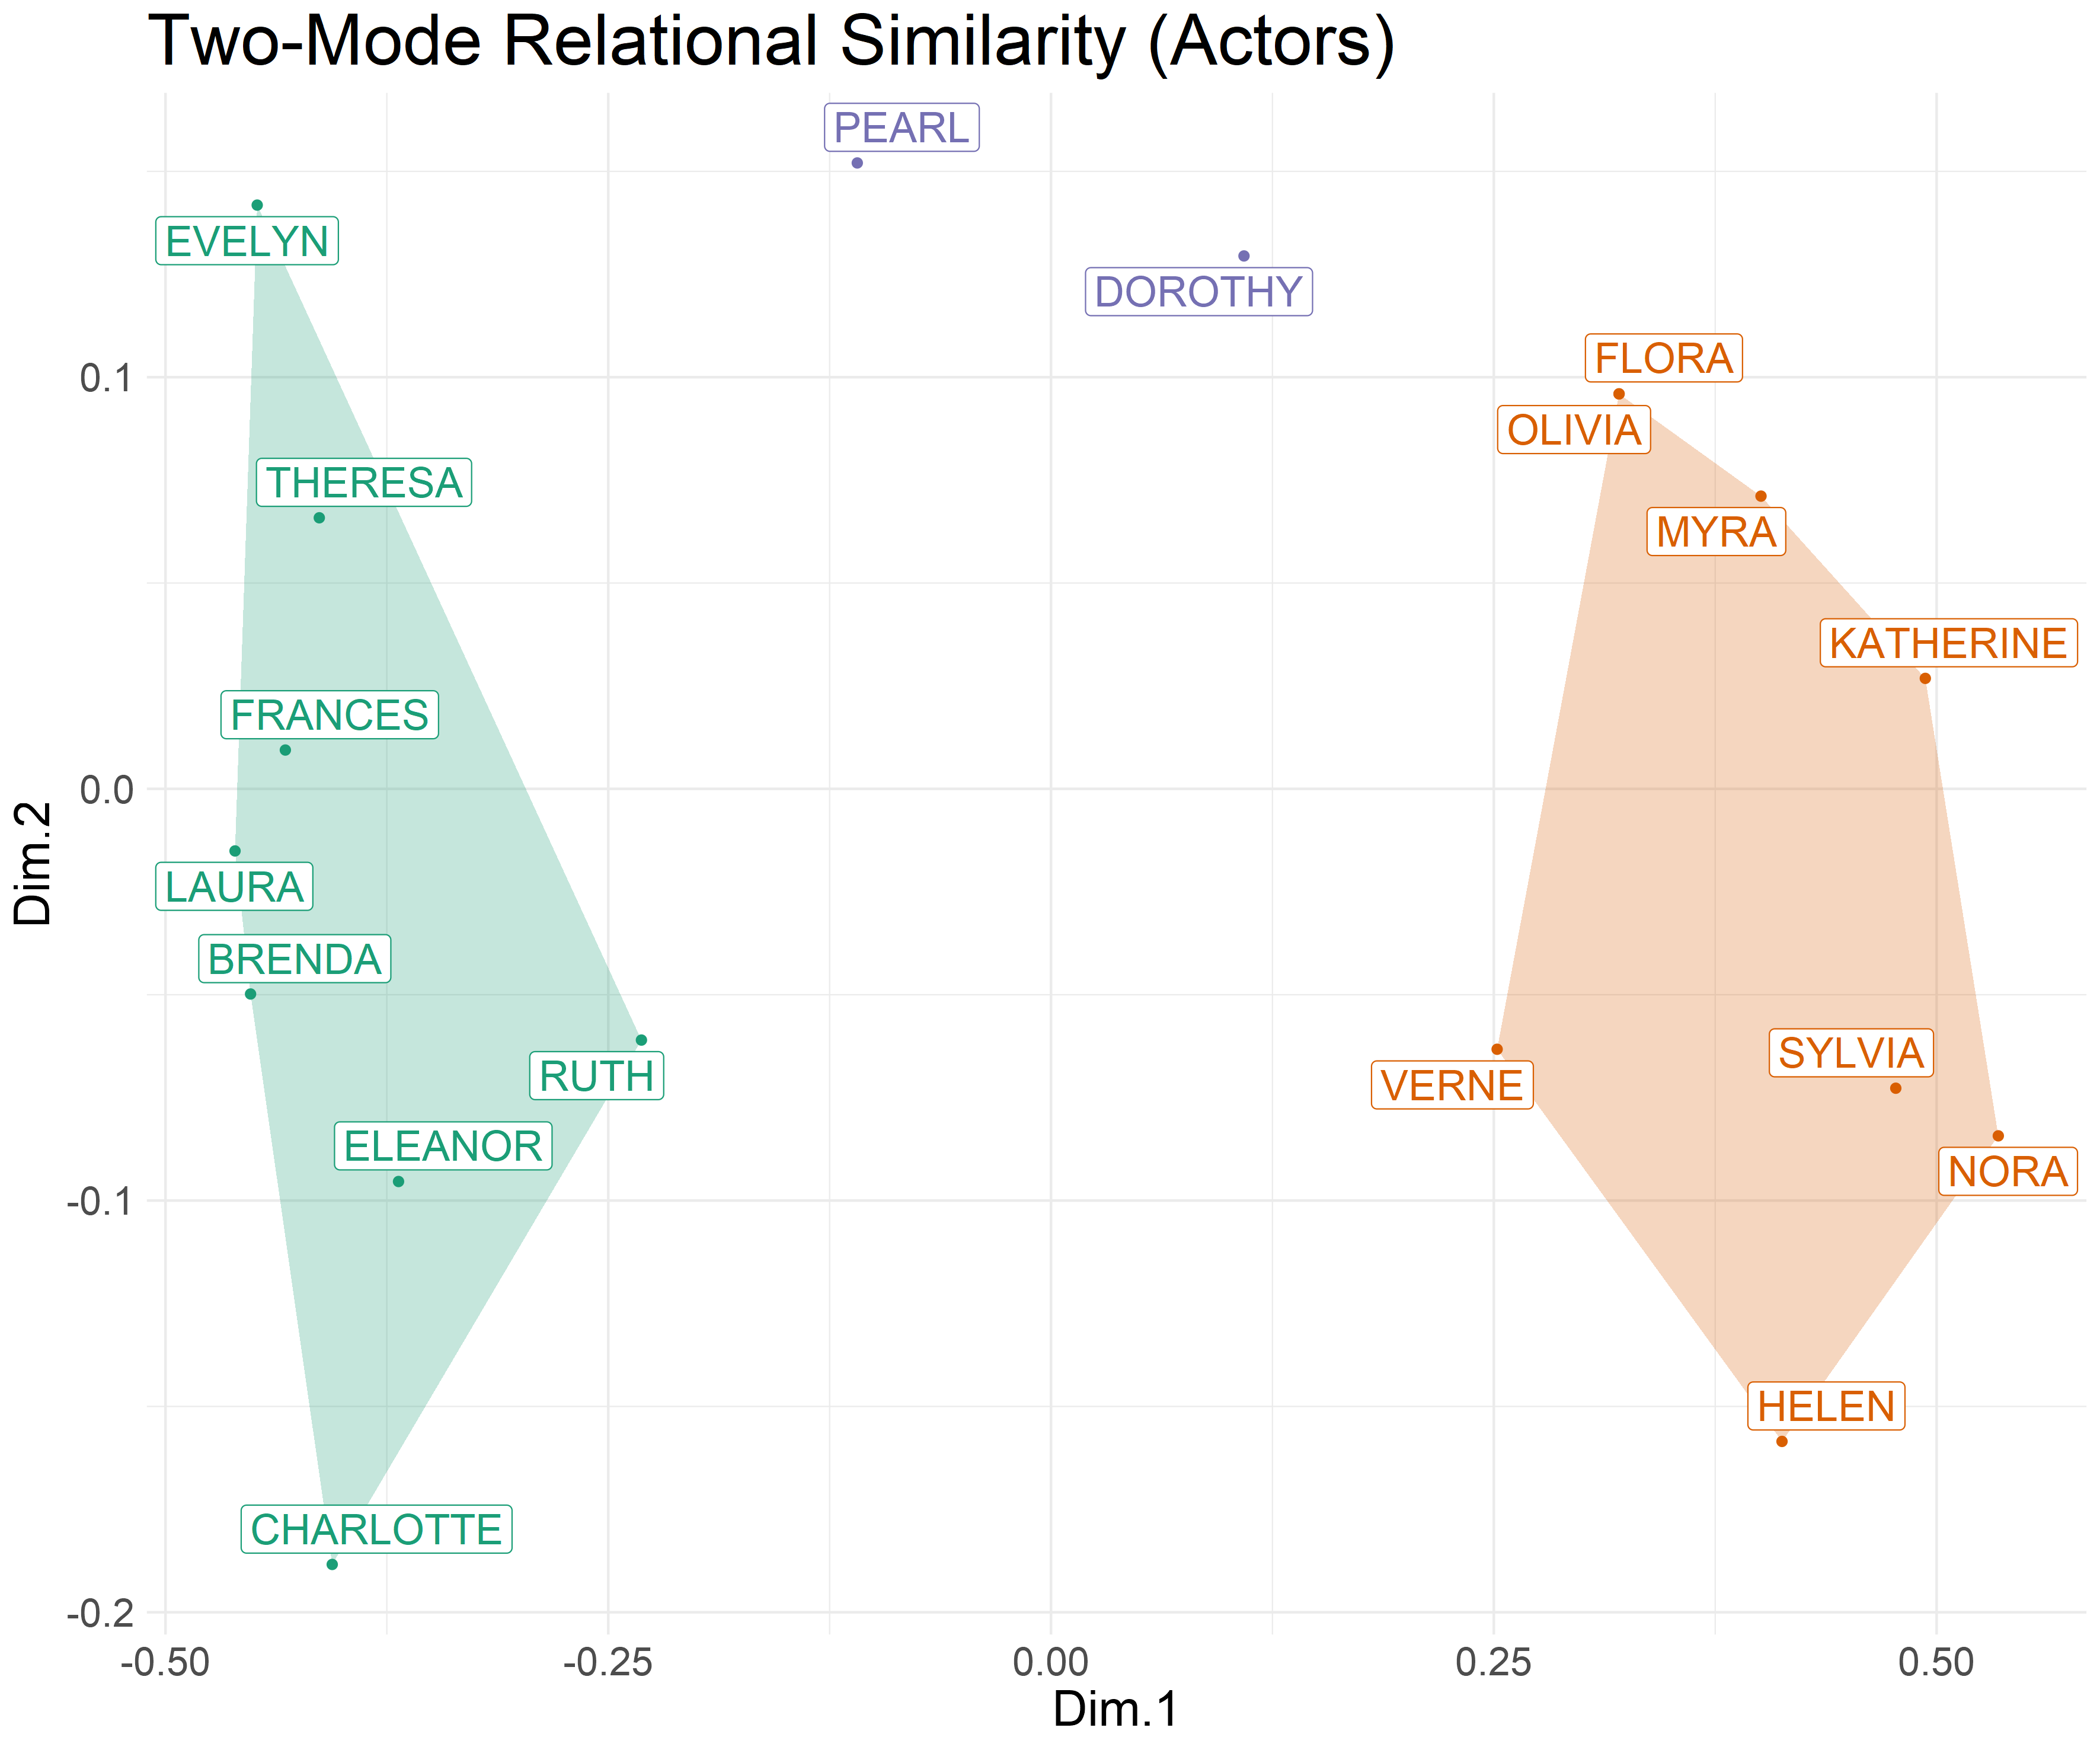 Two-Mode Relational Similarity (Actors)
PEARL
EVELYN
DOROTHY
FLORA
OLIVIA
THERESA
MYRA
KATHERINE
FRANCES
LAURA
BRENDA
RUTH
VERNE
SYLVIA
ELEANOR
NORA
HELEN
CHARLOTTE
0.1
0.0
-0.1
-0.2
Dim.2
-0.50
-0.25
0.00
0.25
0.50
Dim.1